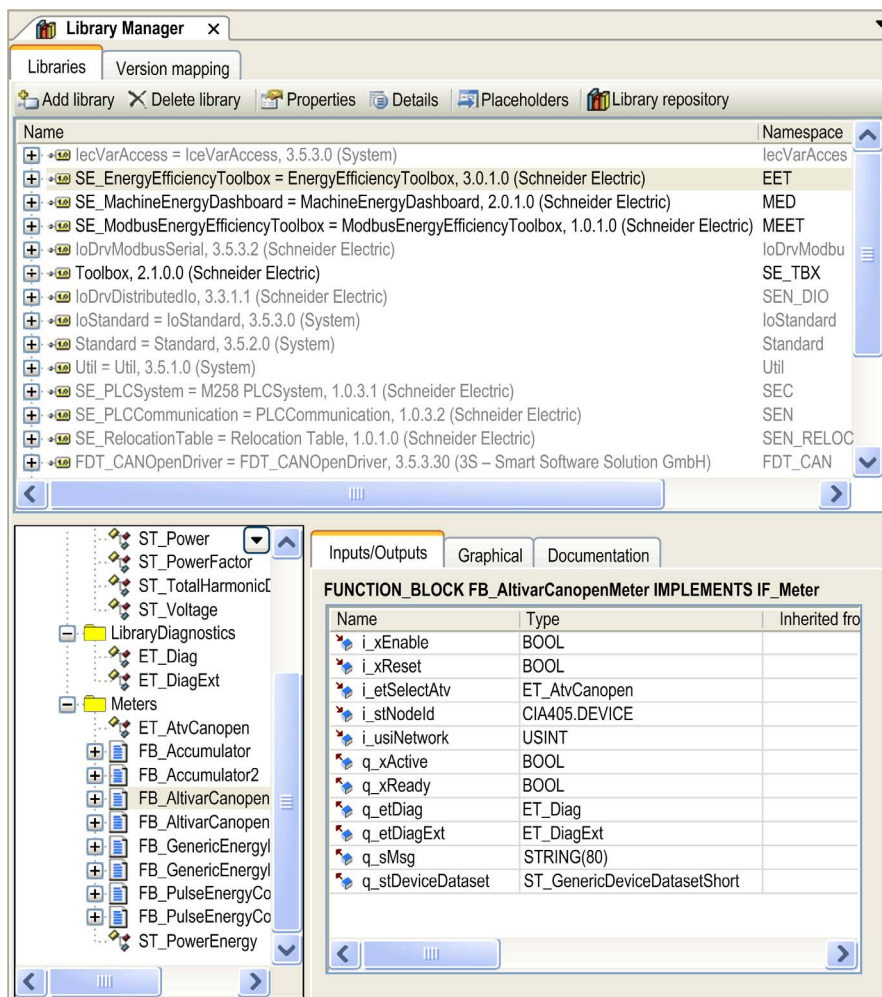 Library Manager X
Libraries Version mapping
Add library Delete library Properties Details Placeholders Library repository
Name Namespace
IecVarAccess = IceVarAccess, 3.5.3.0 (System) IecVarAcces
SE_EnergyEfficiencyToolbox = EnergyEfficiencyToolbox, 3.0.1.0 (Schneider Electric) EET
SE_MachineEnergyDashboard = MachineEnergyDashboard, 2.0.1.0 (Schneider Electric) MED
SE_ModbusEnergyEfficiencyToolbox = ModbusEnergyEfficiencyToolbox, 1.0.1.0 (Schneider Electric) MEET
IoDrvModbusSerial, 3.5.3.2 (Schneider Electric) IoDrvModbu
Toolbox, 2.1.0.0 (Schneider Electric) SE_TBX
IoDrvDistributedIo, 3.3.1.1 (Schneider Electric) SEN_DIO
IoStandard = IoStandard, 3.5.3.0 (System) IoStandard
Standard = Standard, 3.5.2.0 (System) Standard
Util = Util, 3.5.1.0 (System) Util
SE_PLCSystem = M258 PLCSystem, 1.0.3.1 (Schneider Electric) SEC
SE_PLCCommunication = PLCCommunication, 1.0.3.2 (Schneider Electric) SEN
SE_RelocationTable = Relocation Table, 1.0.1.0 (Schneider Electric) SEN_RELOC
FDT_CANOpenDriver = FDT_CANOpenDriver, 3.5.3.30 (3S – Smart Software Solution GmbH) FDT_CAN
ST_Power
ST_PowerFactor
ST_TotalHarmonicD
ST_Voltage
LibraryDiagnostics
ET_Diag
ET_DiagExt
Meters
ET_AtvCanopen
FB_Accumulator
FB_Accumulator2
FB_AltivarCanopen
FB_AltivarCanopen
FB_GenericEnergyI
FB_GenericEnergyI
FB_PulseEnergyCo
FB_PulseEnergyCo
ST_PowerEnergy
Inputs/Outputs Graphical Documentation
FUNCTION_BLOCK FB_AltivarCanopenMeter IMPLEMENTS IF_Meter
Name Type Inherited fro
i_xEnable BOOL
i_xReset BOOL
i_etSelectAtv ET_AtvCanopen
i_stNodeId CIA405.DEVICE
i_usiNetwork USINT
q_xActive BOOL
q_xReady BOOL
q_etDiag ET_Diag
q_etDiagExt ET_DiagExt
q_sMsg STRING(80)
q_stDeviceDataset ST_GenericDeviceDatasetShort